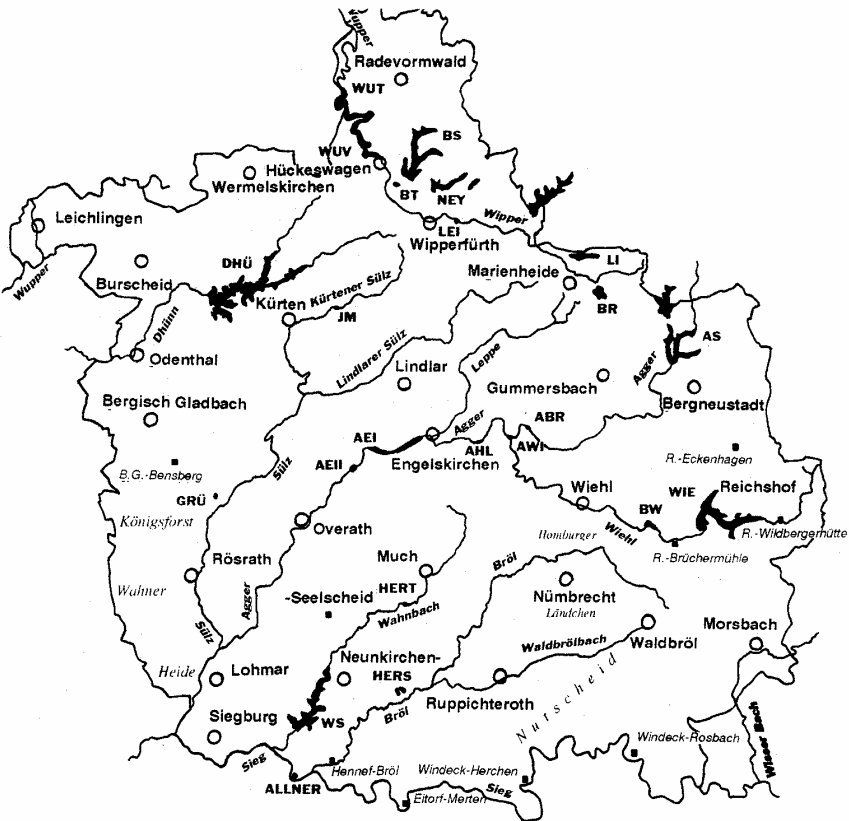 Wupper
Radevormwald
WUT
BS
WUV
Hückeswagen
Wermelskirchen
BT
NEY
Leichlingen
LEI
Wipper
Wipperfürth
DHÜ
LI
Marienheide
Burscheid
Wupper
Kürten
Kürtener Sülz
BR
JM
Dhünn
AS
Lindlarer Sülz
Leppe
Agger
Odenthal
Lindlar
Gummersbach
Bergneustadt
Bergisch Gladbach
ABR
Agger
AEI
AHL
AWI
R.-Eckenhagen
Engelskirchen
AEII
B.G.-Bensberg
Sülz
Wiehl
WIE
Reichshof
GRÜ
BW
Königsforst
Overath
Wiehl
R.-Wildbergerhütte
Homburger
R.-Brüchermühle
Much
Bröl
Rösrath
HERT
Wahner
Agger
Nümbrecht
-Seelscheid
Ländchen
Wahnbach
Sülz
Waldbrölbach
Waldbröl
Morsbach
Neunkirchen-
Heide
Lohmar
HERS
Ruppichteroth
Nutscheid
Siegburg
WS
Bröl
Windeck-Rosbach
Wisser Bach
Sieg
Hennef-Bröl
Windeck-Herchen
ALLNER
Sieg
Eitorf-Merten